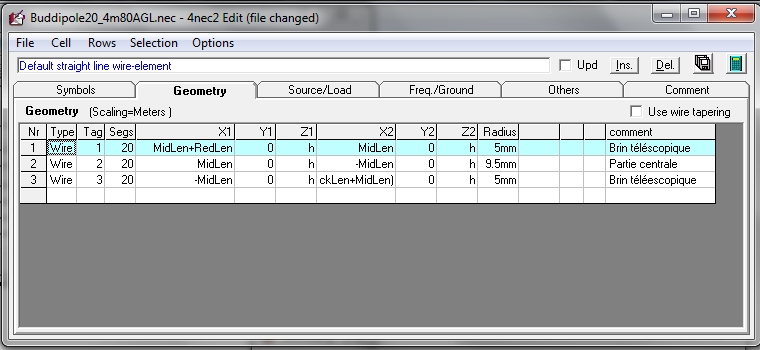 Buddipole20_4m80AGL.nec - 4nec2 Edit (file changed)
File Cell Rows Selection Options
Default straight line wire-element Upd Ins. Del.
Symbols Geometry Source/Load Freq./Ground Others Comment
Geometry (Scaling=Meters ) Use wire tapering
Nr Type Tag Segs X1 Y1 Z1 X2 Y2 Z2 Radius comment
1 Wire 1 20 MidLen+RedLen 0 h MidLen 0 h 5mm Brin téléscopique
2 Wire 2 20 MidLen 0 h -MidLen 0 h 9.5mm Partie centrale
3 Wire 3 20 -MidLen 0 h ckLen+MidLen) 0 h 5mm Brin téléescopique